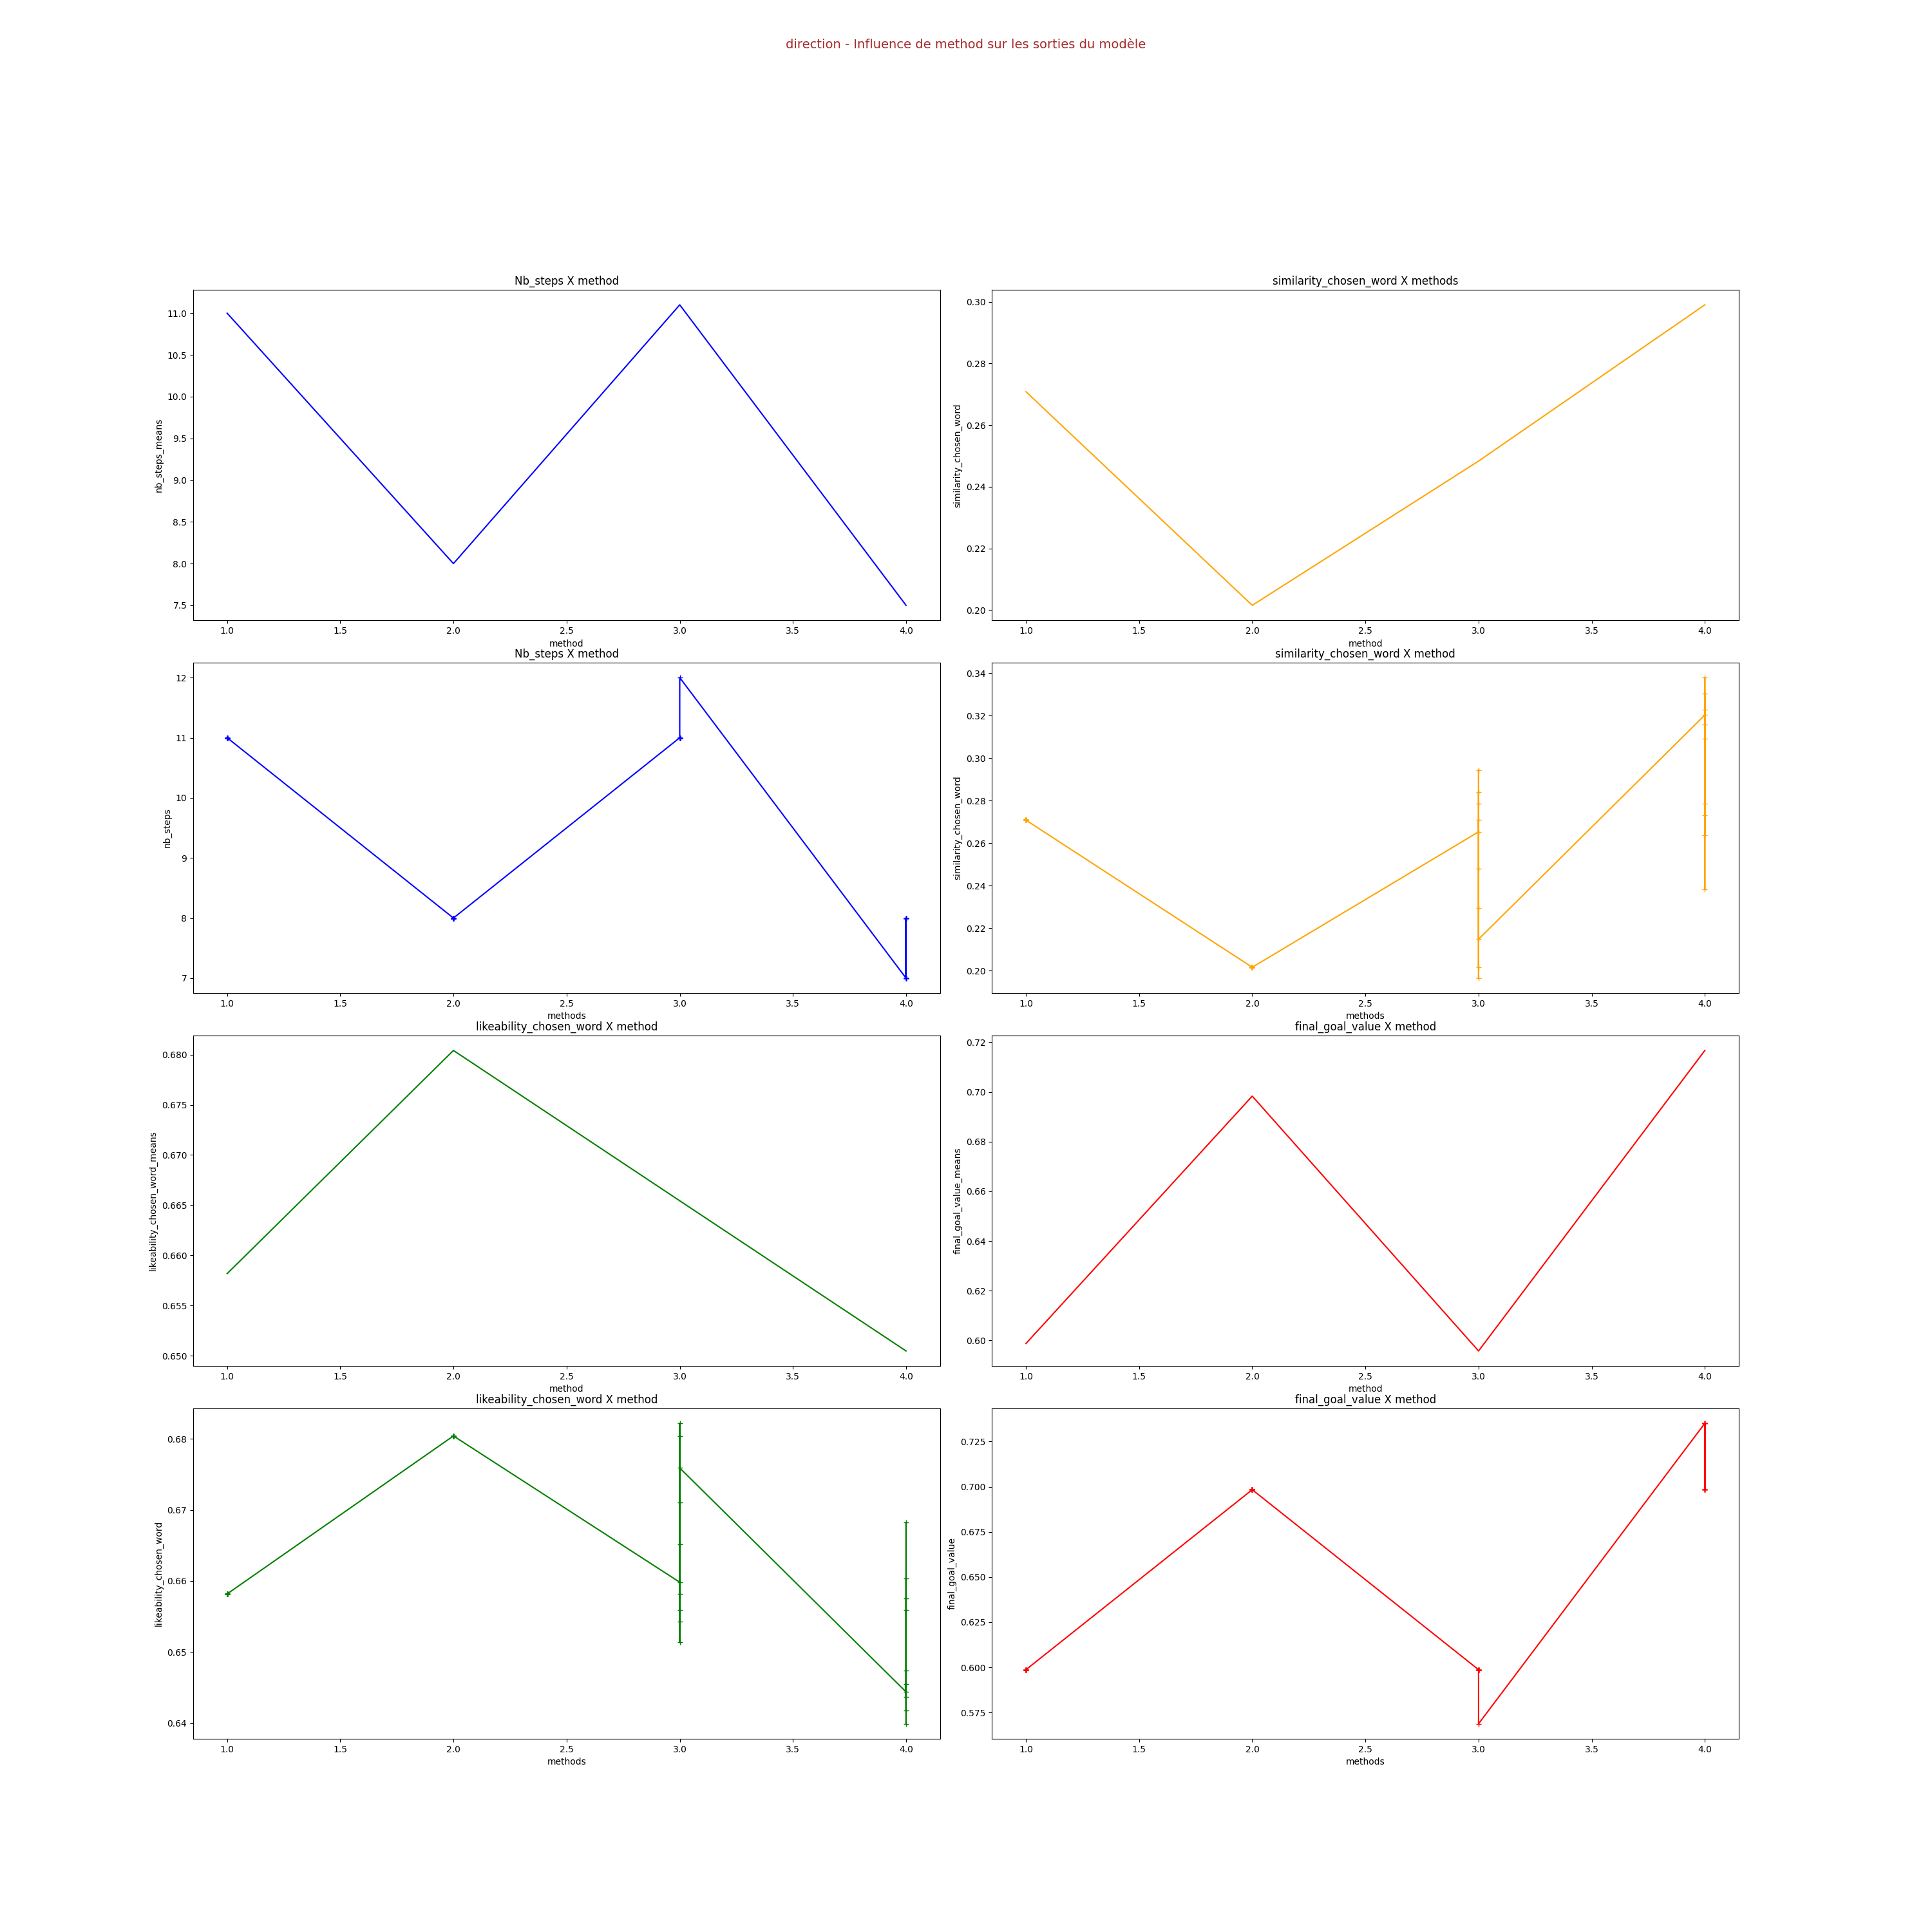 direction - Influence de method sur les sorties du modèle
Nb_steps X method
nb_steps_means
11.0
10.5
10.0
9.5
9.0
8.5
8.0
7.5
1.0 1.5 2.0 2.5 3.0 3.5 4.0
method
similarity_chosen_word X methods
similarity_chosen_word
0.30
0.28
0.26
0.24
0.22
0.20
1.0 1.5 2.0 2.5 3.0 3.5 4.0
method
Nb_steps X method
nb_steps
12
11
10
9
8
7
1.0 1.5 2.0 2.5 3.0 3.5 4.0
methods
similarity_chosen_word X method
similarity_chosen_word
0.34
0.32
0.30
0.28
0.26
0.24
0.22
0.20
1.0 1.5 2.0 2.5 3.0 3.5 4.0
methods
likeability_chosen_word X method
likeability_chosen_word_means
0.680
0.675
0.670
0.665
0.660
0.655
0.650
1.0 1.5 2.0 2.5 3.0 3.5 4.0
method
final_goal_value X method
final_goal_value_means
0.72
0.70
0.68
0.66
0.64
0.62
0.60
1.0 1.5 2.0 2.5 3.0 3.5 4.0
method
likeability_chosen_word X method
likeability_chosen_word
0.68
0.67
0.66
0.65
0.64
1.0 1.5 2.0 2.5 3.0 3.5 4.0
methods
final_goal_value X method
final_goal_value
0.725
0.700
0.675
0.650
0.625
0.600
0.575
1.0 1.5 2.0 2.5 3.0 3.5 4.0
methods